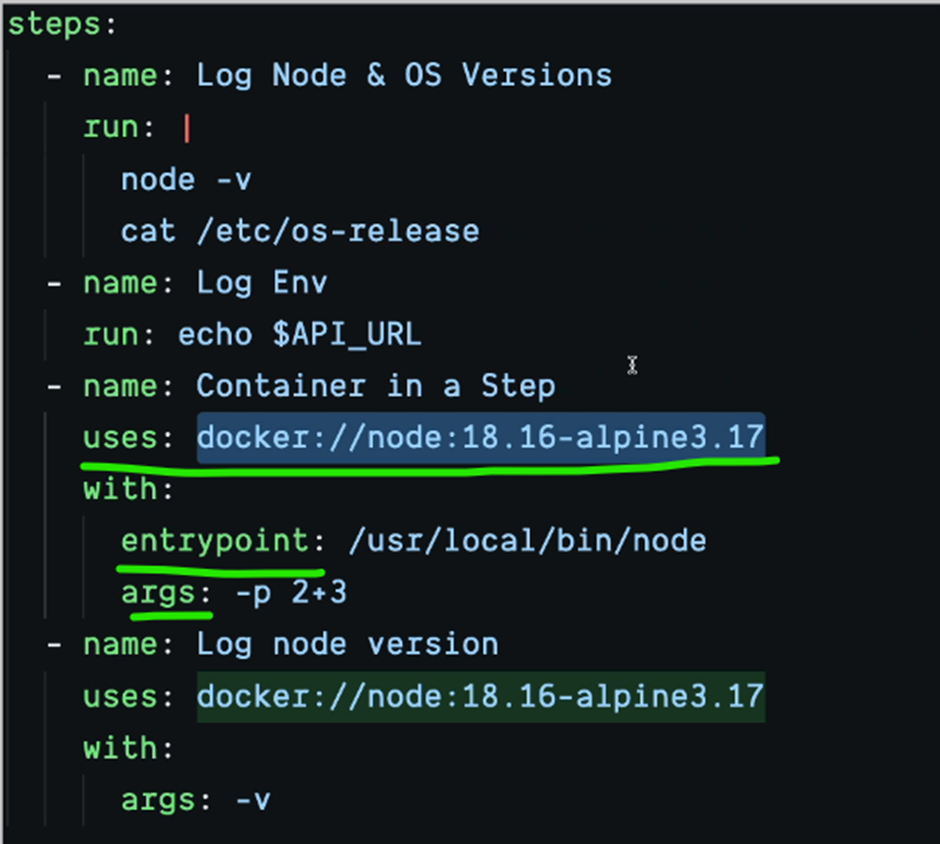 steps:
- name: Log Node & OS Versions
run: |
node -v
cat /etc/os-release
- name: Log Env
run: echo $API_URL
- name: Container in a Step
uses: docker://node:18.16-alpine3.17
with:
entrypoint: /usr/local/bin/node
args: -p 2+3
- name: Log node version
uses: docker://node:18.16-alpine3.17
with:
args: -v